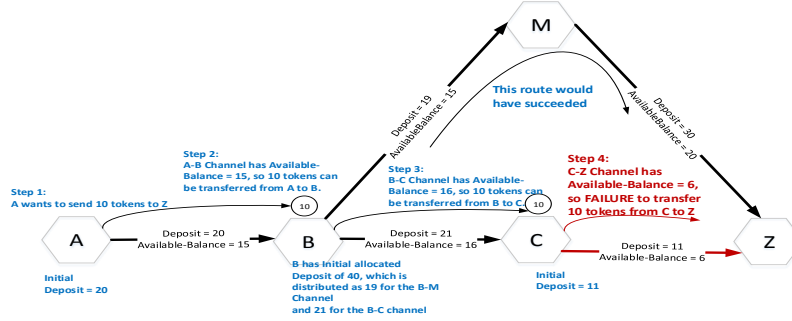 M
Deposit = 19
AvailableBalance = 15
This route would
have succeeded
Deposit = 30
AvailableBalance = 20
Step 1:
A wants to send 10 tokens to Z
Step 2:
A-B Channel has Available-
Balance = 15, so 10 tokens can
be transferred from A to B.
10
Step 3:
B-C Channel has Available-
Balance = 16, so 10 tokens can
be transferred from B to C.
10
Step 4:
C-Z Channel has
Available-Balance = 6,
so FAILURE to transfer
10 tokens from C to Z
A
Deposit = 20
Available-Balance = 15
B
Deposit = 21
Available-Balance = 16
C
Deposit = 11
Available-Balance = 6
Z
Initial
Deposit = 20
B has Initial allocated
Deposit of 40, which is
distributed as 19 for the B-M
Channel
and 21 for the B-C channel
Initial
Deposit = 11